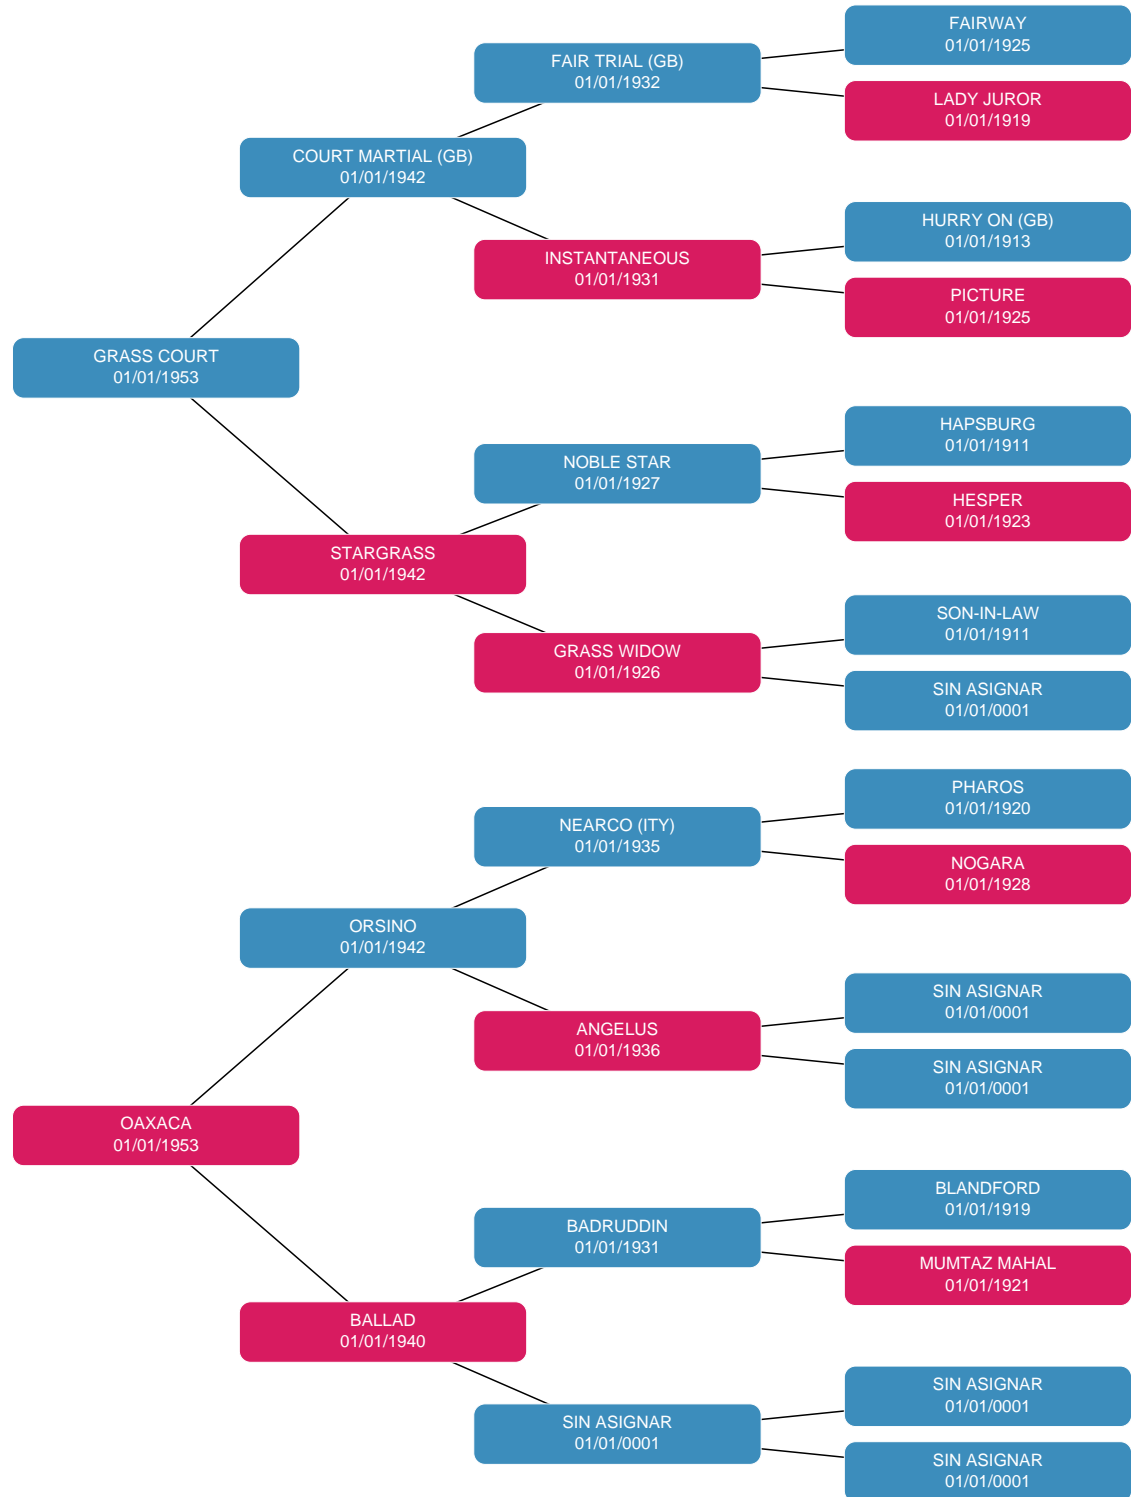 FAIRWAY
01/01/1925
FAIR TRIAL (GB)
01/01/1932
LADY JUROR
01/01/1919
COURT MARTIAL (GB)
01/01/1942
HURRY ON (GB)
01/01/1913
INSTANTANEOUS
01/01/1931
PICTURE
01/01/1925
GRASS COURT
01/01/1953
HAPSBURG
01/01/1911
NOBLE STAR
01/01/1927
HESPER
01/01/1923
STARGRASS
01/01/1942
SON-IN-LAW
01/01/1911
GRASS WIDOW
01/01/1926
SIN ASIGNAR
01/01/0001
PHAROS
01/01/1920
NEARCO (ITY)
01/01/1935
NOGARA
01/01/1928
ORSINO
01/01/1942
SIN ASIGNAR
01/01/0001
ANGELUS
01/01/1936
SIN ASIGNAR
01/01/0001
OAXACA
01/01/1953
BLANDFORD
01/01/1919
BADRUDDIN
01/01/1931
MUMTAZ MAHAL
01/01/1921
BALLAD
01/01/1940
SIN ASIGNAR
01/01/0001
SIN ASIGNAR
01/01/0001
SIN ASIGNAR
01/01/0001